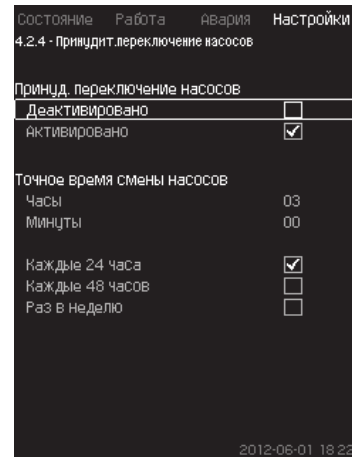 Состояние Работа Авария Настройки
4.2.4 - Принудит.переключение насосов
Принуд. переключение насосов
Деактивировано
Активировано
Точное время смены насосов
Часы 03
Минуты 00
Каждые 24 часа
Каждые 48 часов
Раз в неделю
2012-06-01 18:22